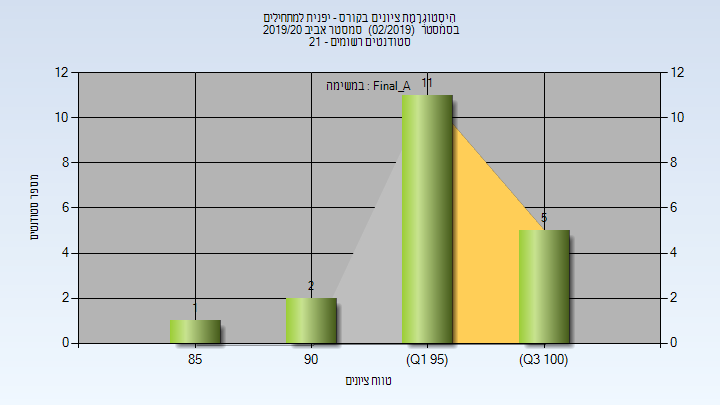 היסטוגרמת ציונים בקורס - יפנית למתחילים
בסמסטר (02/2019) סמסטר אביב 2019/20
סטודנטים רשומים - 21
במשימה : Final_A
12
10
8
6
4
2
0
12
10
8
6
4
2
0
מספר סטודנטים
1
2
11
5
85
90
(Q1 95)
(Q3 100)
טווח ציונים